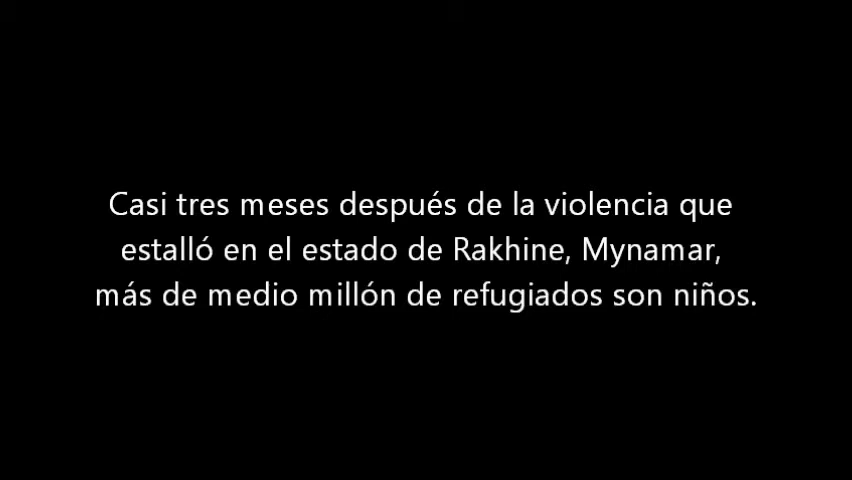 Casi tres meses después de la violencia que
estalló en el estado de Rakhine, Mynamar,
más de medio millón de refugiados son niños.